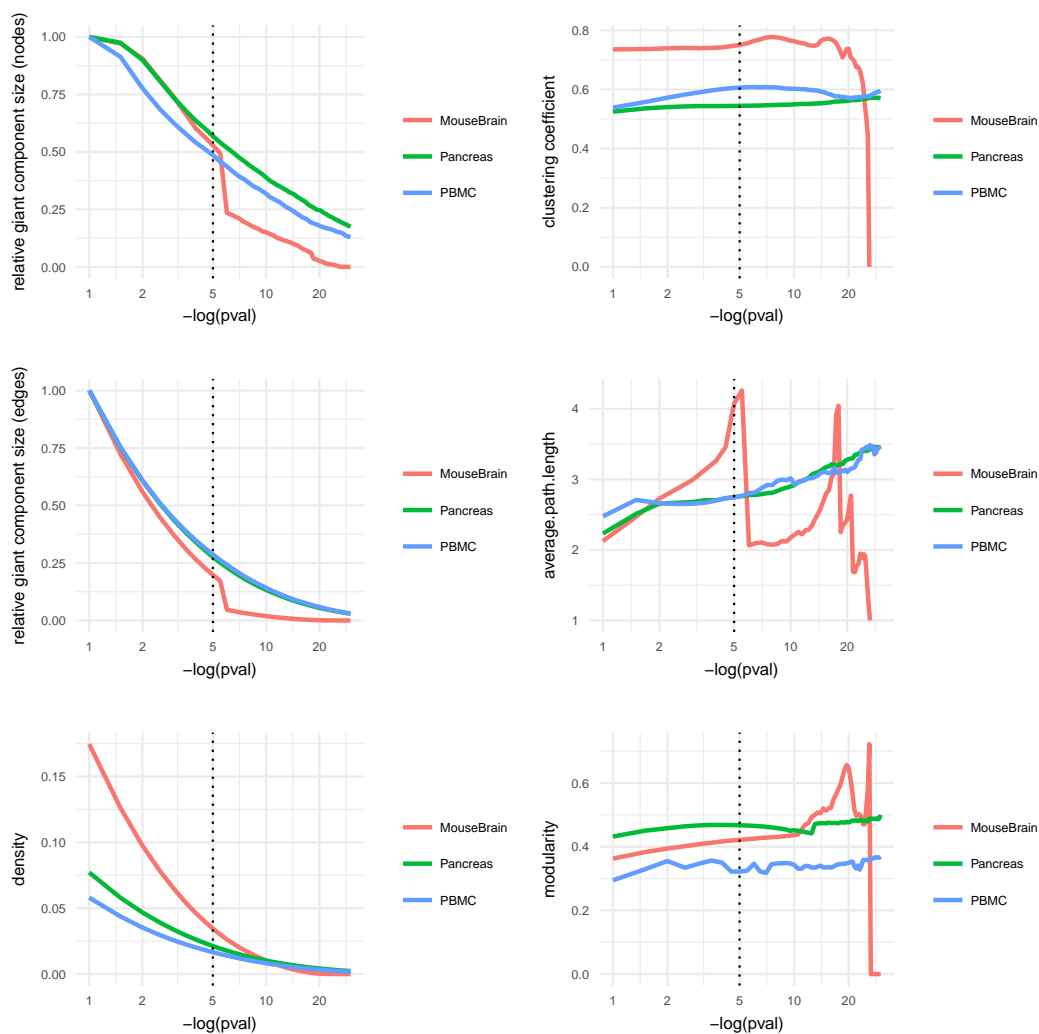 relative giant component size (nodes)
1.00
0.75
0.50
0.25
0.00
1
2
5
10
20
−log(pval)
MouseBrain
Pancreas
PBMC
clustering coefficient
0.8
0.6
0.4
0.2
0.0
1
5
10
20
−log(pval)
MouseBrain
Pancreas
PBMC
relative giant component size (edges)
1.00
0.75
0.50
0.25
0.00
1
2
5
10
20
−log(pval)
MouseBrain
Pancreas
PBMC
average.path.length
4
3
2
1
1
2
5
10
20
−log(pval)
MouseBrain
Pancreas
PBMC
density
0.15
0.10
0.05
0.00
1
2
5
10
20
−log(pval)
MouseBrain
Pancreas
PBMC
modularity
0.6
0.4
0.2
0.0
1
5
10
20
−log(pval)
MouseBrain
Pancreas
PBMC